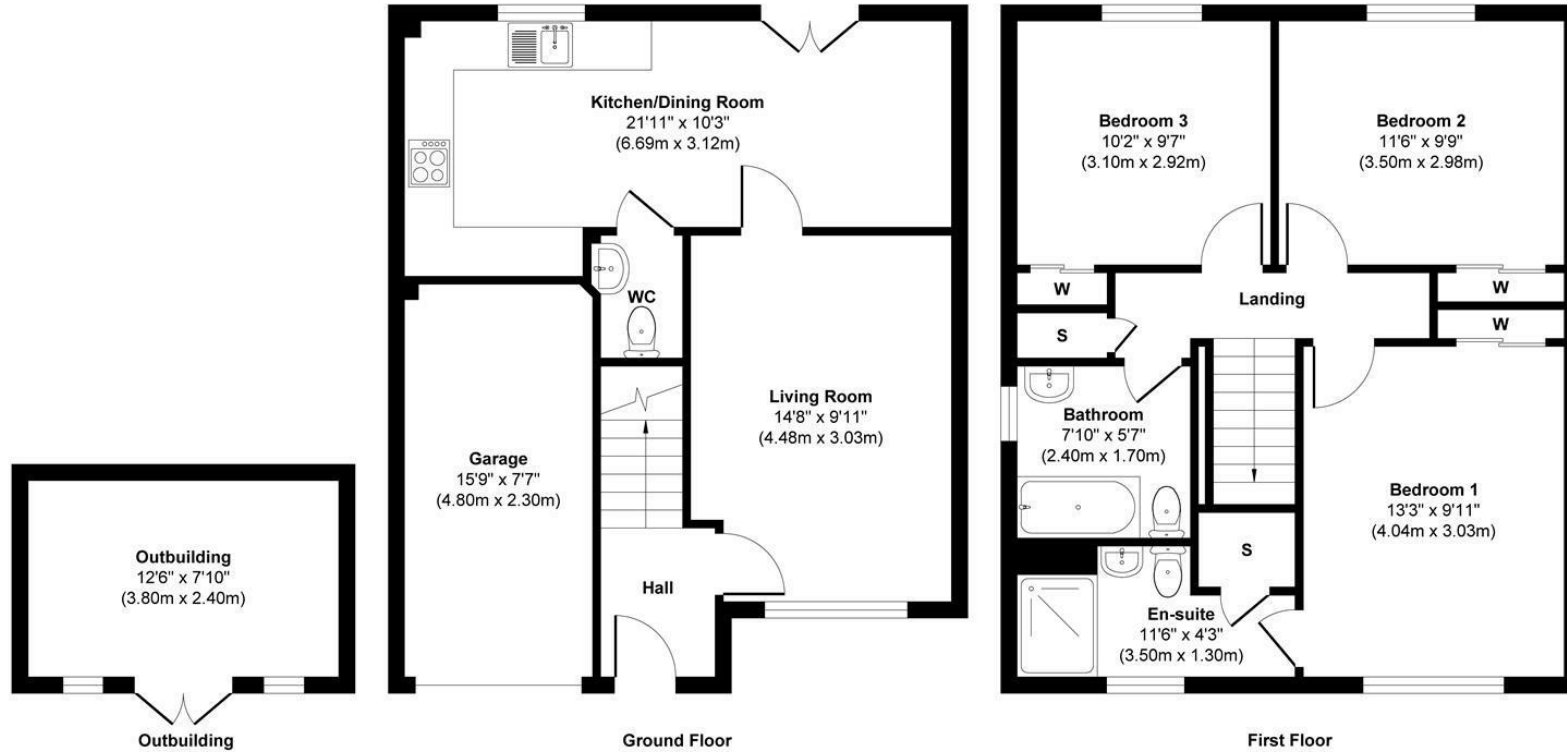 Kitchen/Dining Room
21'11" x 10'3"
(6.69m x 3.12m)
WC
Living Room
14'8" x 9'11"
(4.48m x 3.03m)
Garage
15'9" x 7'7"
(4.80m x 2.30m)
Hall
Outbuilding
12'6" x 7'10"
(3.80m x 2.40m)
Outbuilding
Ground Floor
Bedroom 3
10'2" x 9'7"
(3.10m x 2.92m)
Bedroom 2
11'6" x 9'9"
(3.50m x 2.98m)
W
Landing
W
W
S
Bathroom
7'10" x 5'7"
(2.40m x 1.70m)
Bedroom 1
13'3" x 9'11"
(4.04m x 3.03m)
S
En-suite
11'6" x 4'3"
(3.50m x 1.30m)
First Floor